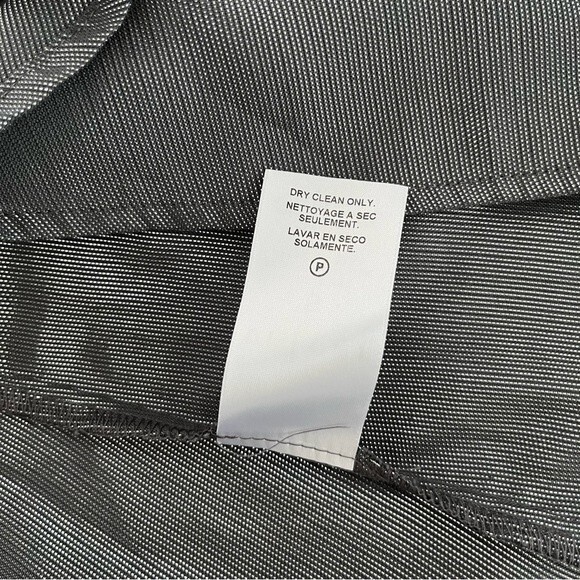 DRY CLEAN ONLY.
NETTOYAGE A SEC
SEULEMENT.
LAVAR EN SECO
SOLAMENTE.
P